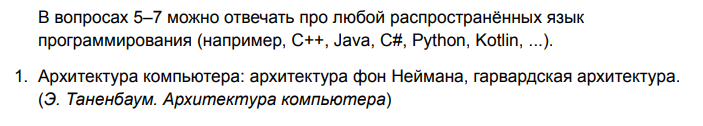 В вопросах 5–7 можно отвечать про любой распространённых язык
программирования (например, C++, Java, C#, Python, Kotlin, ...).
1. Архитектура компьютера: архитектура фон Неймана, гарвардская архитектура.
(Э. Таненбаум. Архитектура компьютера)